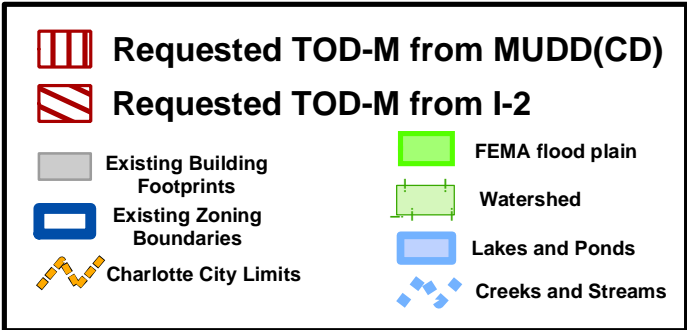 Requested TOD-M from MUDD(CD)
Requested TOD-M from I-2
Existing Building
Footprints
Existing Zoning
Boundaries
Charlotte City Limits
FEMA flood plain
Watershed
Lakes and Ponds
Creeks and Streams